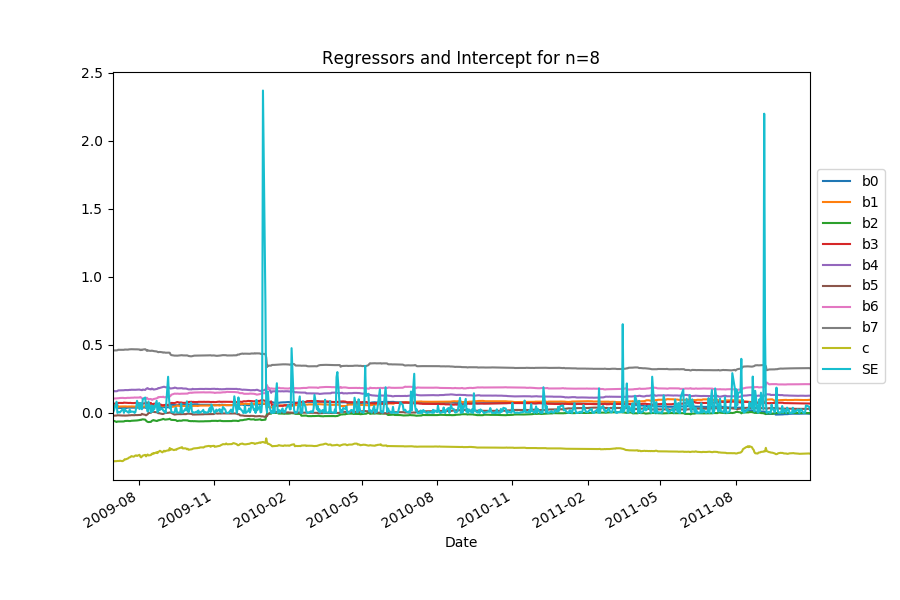 Regressors and Intercept for n=8
2.5
2.0
1.5
1.0
0.5
0.0
b0
b1
b2
b3
b4
b5
b6
b7
c
SE
2009-08
2009-11
2010-02
2010-05
2010-08
2010-11
2011-02
2011-05
2011-08
Date